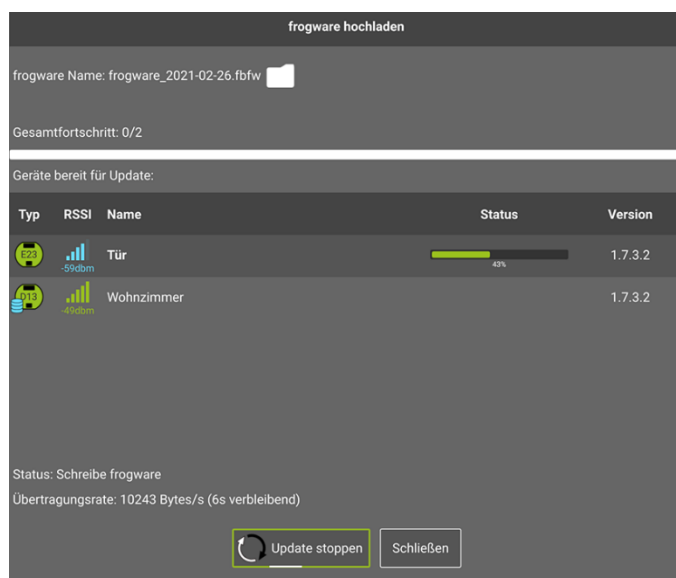 frogware hochladen
frogware Name: frogware_2021-02-26.fbfw
Gesamtfortschritt: 0/2
Geräte bereit für Update:
Typ RSSI Name Status Version
E23 -59dbm Tür 43% 1.7.3.2
D13 -49dbm Wohnzimmer 1.7.3.2
Status: Schreibe frogware
Übertragungsrate: 10243 Bytes/s (6s verbleibend)
Update stoppen Schließen